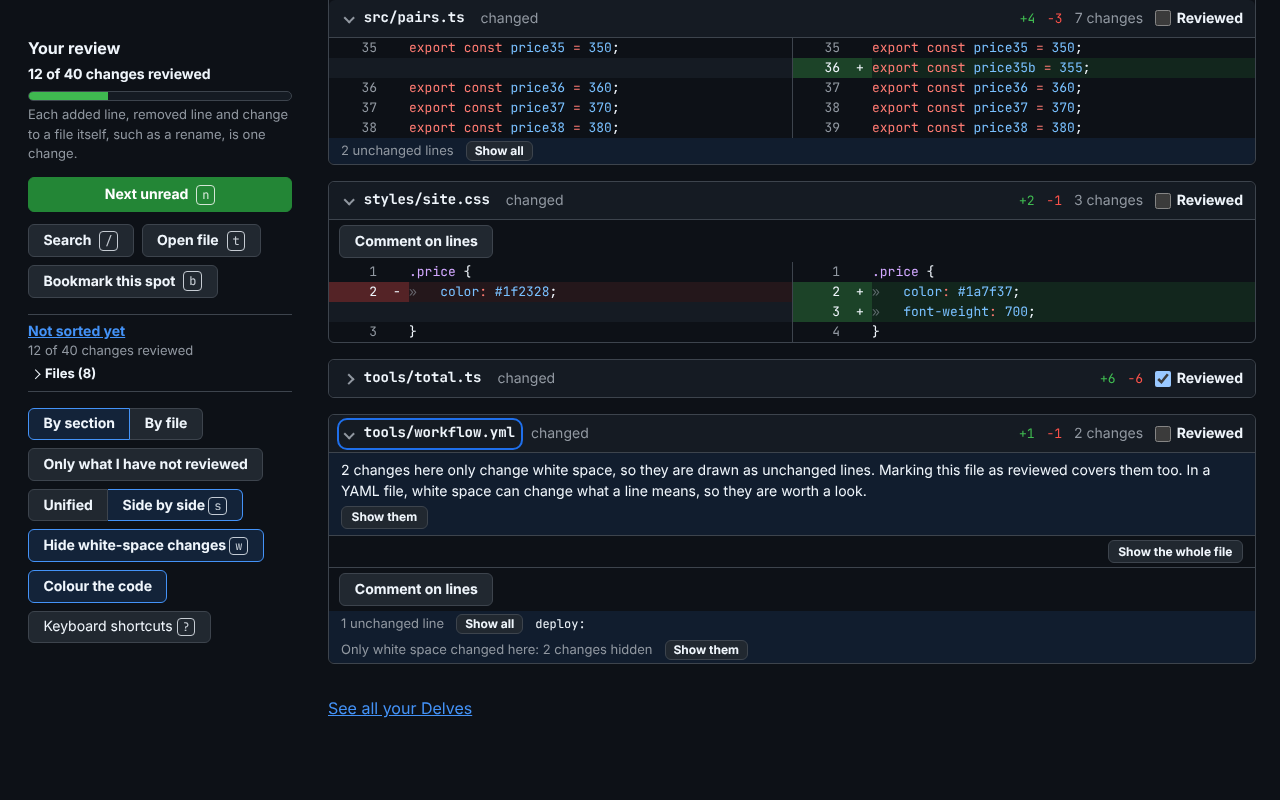 Your review
12 of 40 changes reviewed
Each added line, removed line and change
to a file itself, such as a rename, is one
change.
Next unread n
Search / Open file t
Bookmark this spot b
Not sorted yet
12 of 40 changes reviewed
Files (8)
By section By file
Only what I have not reviewed
Unified Side by side s
Hide white-space changes w
Colour the code
Keyboard shortcuts ?
src/pairs.ts changed +4 -3 7 changes Reviewed
35 export const price35 = 350; 35 export const price35 = 350;
36 + export const price35b = 355;
36 export const price36 = 360; 37 export const price36 = 360;
37 export const price37 = 370; 38 export const price37 = 370;
38 export const price38 = 380; 39 export const price38 = 380;
2 unchanged lines Show all
styles/site.css changed +2 -1 3 changes Reviewed
Comment on lines
1 .price { 1 .price {
2 - » color: #1f2328; 2 + » color: #1a7f37;
3 + » font-weight: 700;
3 } 4 }
tools/total.ts changed +6 -6 Reviewed
tools/workflow.yml changed +1 -1 2 changes Reviewed
2 changes here only change white space, so they are drawn as unchanged lines. Marking this file as reviewed covers them too. In a
YAML file, white space can change what a line means, so they are worth a look.
Show them
Show the whole file
Comment on lines
1 unchanged line Show all deploy:
Only white space changed here: 2 changes hidden Show them
See all your Delves